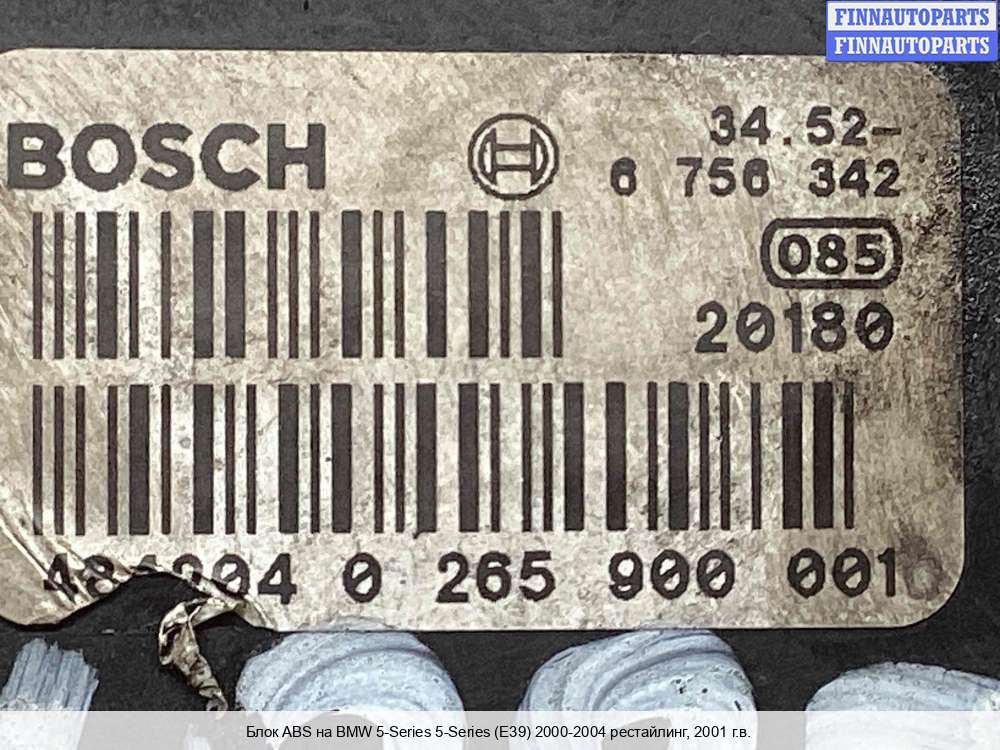 FINNAUTOPARTS
FINNAUTOPARTS
BOSCH
34.52-
6 756 342
085
20180
0 265 900 001
Блок ABS на BMW 5-Series 5-Series (E39) 2000-2004 рестайлинг, 2001 г.в.